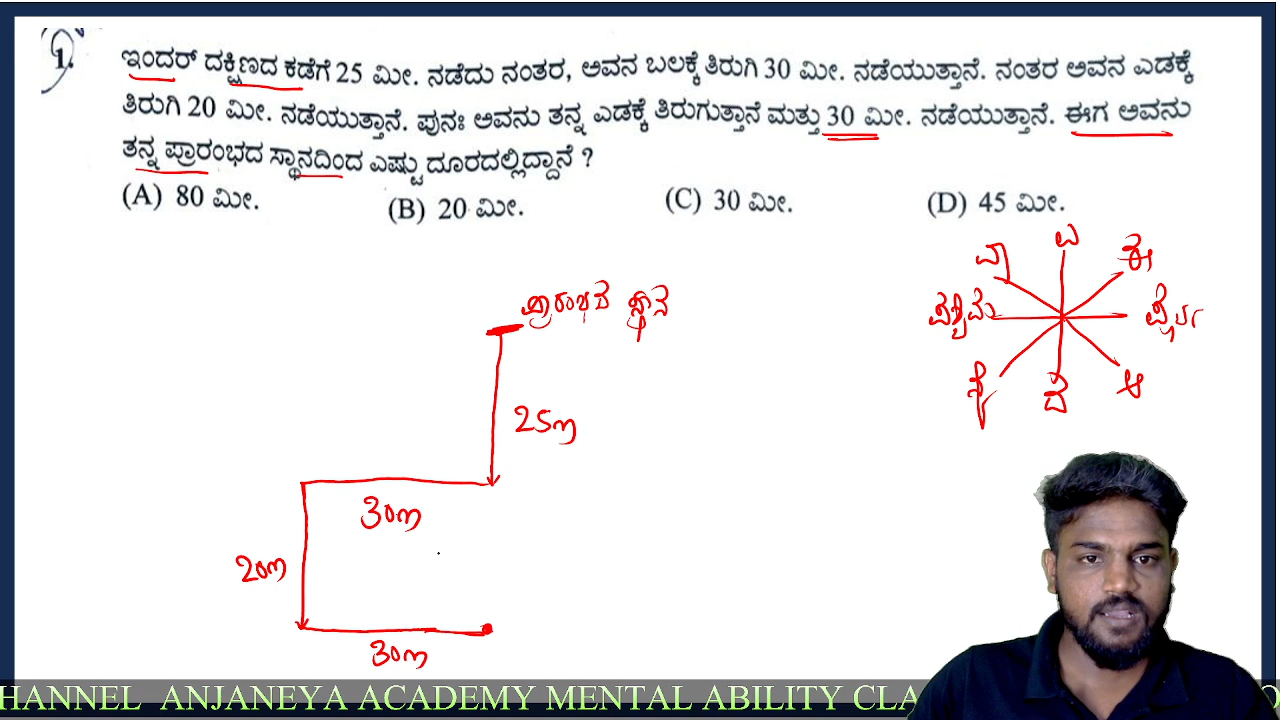 1. ಇಂದರ್ ದಕ್ಷಿಣದ ಕಡೆಗೆ 25 ಮೀ. ನಡೆದು ನಂತರ, ಅವನ ಬಲಕ್ಕೆ ತಿರುಗಿ 30 ಮೀ. ನಡೆಯುತ್ತಾನೆ. ನಂತರ ಅವನ ಎಡಕ್ಕೆ
ತಿರುಗಿ 20 ಮೀ. ನಡೆಯುತ್ತಾನೆ. ಪುನಃ ಅವನು ತನ್ನ ಎಡಕ್ಕೆ ತಿರುಗುತ್ತಾನೆ ಮತ್ತು 30 ಮೀ. ನಡೆಯುತ್ತಾನೆ. ಈಗ ಅವನು
ತನ್ನ ಪ್ರಾರಂಭದ ಸ್ಥಾನದಿಂದ ಎಷ್ಟು ದೂರದಲ್ಲಿದ್ದಾನೆ ?
(A) 80 ಮೀ. (B) 20 ಮೀ. (C) 30 ಮೀ. (D) 45 ಮೀ.
ಉ
ವಾ ಈ
ಪಶ್ಚಿಮ ಪೂರ್ವ
ನೈ ದ ಆ
ಪ್ರಾರಂಭದ ಸ್ಥಾನ
25m
30m
20m
30m
HANNEL ANJANEYA ACADEMY MENTAL ABILITY CLA